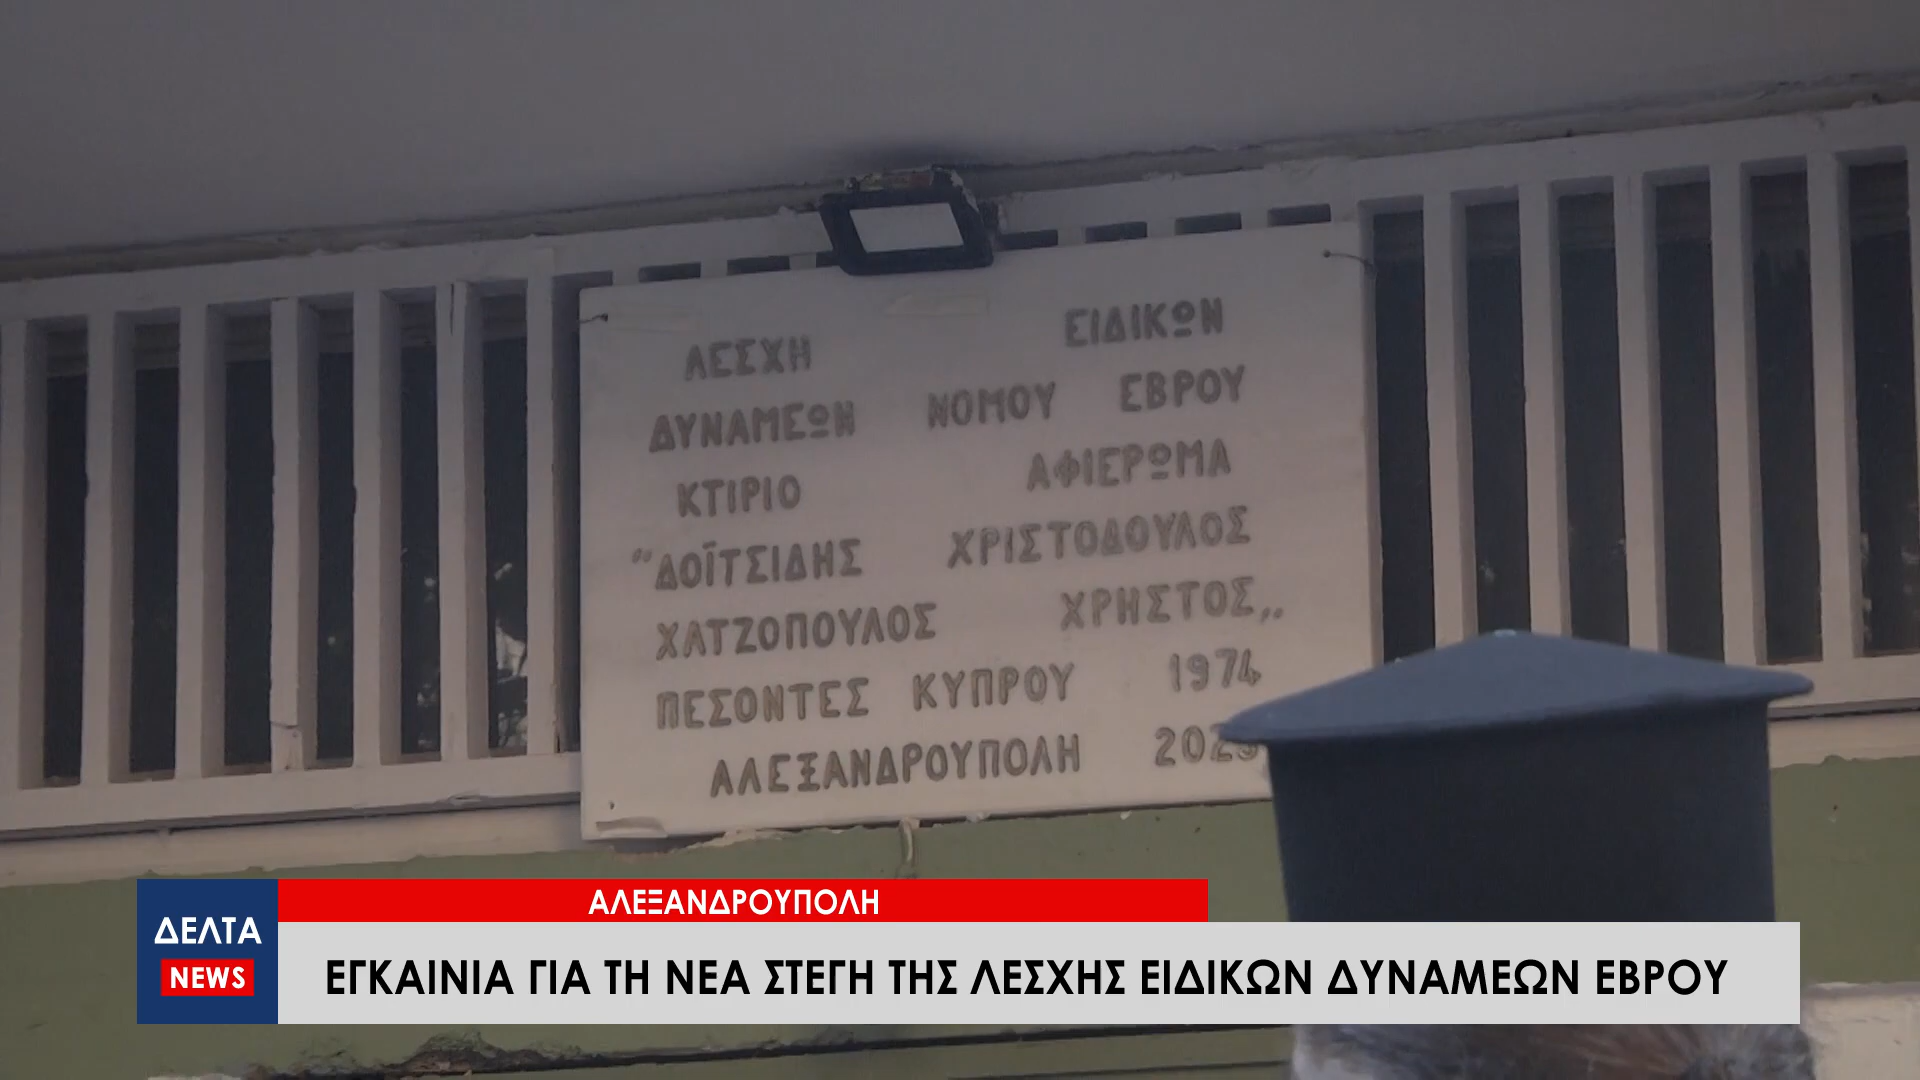 ΛΕΣΧΗ ΕΙΔΙΚΩΝ
ΔΥΝΑΜΕΩΝ ΝΟΜΟΥ ΕΒΡΟΥ
ΚΤΙΡΙΟ ΑΦΙΕΡΩΜΑ
"ΔΟΪΤΣΙΔΗΣ ΧΡΙΣΤΟΔΟΥΛΟΣ
ΧΑΤΖΟΠΟΥΛΟΣ ΧΡΗΣΤΟΣ,,
ΠΕΣΟΝΤΕΣ ΚΥΠΡΟΥ 1974
ΑΛΕΞΑΝΔΡΟΥΠΟΛΗ
ΑΛΕΞΑΝΔΡΟΥΠΟΛΗ
ΔΕΛΤΑ
NEWS
ΕΓΚΑΙΝΙΑ ΓΙΑ ΤΗ ΝΕΑ ΣΤΕΓΗ ΤΗΣ ΛΕΣΧΗΣ ΕΙΔΙΚΩΝ ΔΥΝΑΜΕΩΝ ΕΒΡΟΥ